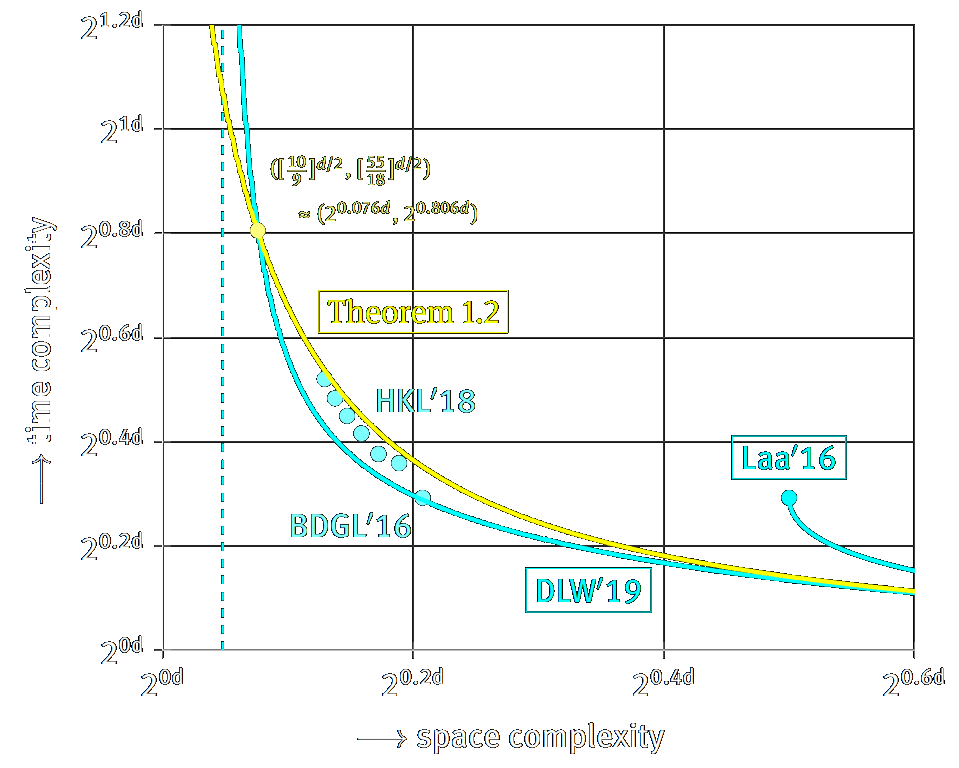 2^{1.2d}
2^{1d}
2^{0.8d}
2^{0.6d}
2^{0.4d}
2^{0.2d}
2^{0d}
→ time complexity
([10/9]^{d/2}, [55/18]^{d/2})
≈ (2^{0.076d}, 2^{0.806d})
Theorem 1.2
HKL'18
Laa'16
BDGL'16
DLW'19
2^{0d} 2^{0.2d} 2^{0.4d} 2^{0.6d}
→ space complexity